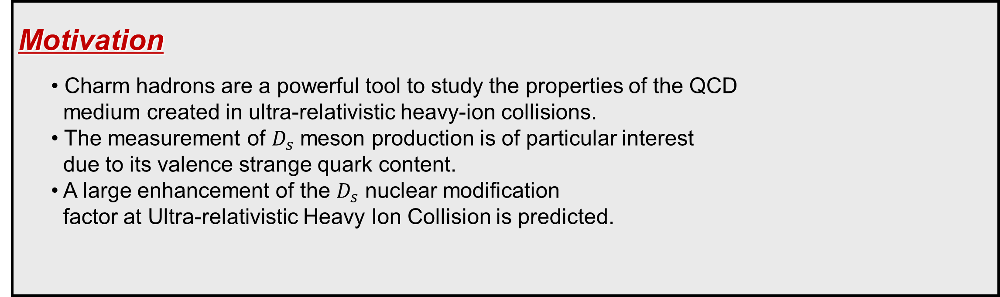 Motivation
• Charm hadrons are a powerful tool to study the properties of the QCD
medium created in ultra-relativistic heavy-ion collisions.
• The measurement of 𝐷𝑠 meson production is of particular interest
due to its valence strange quark content.
• A large enhancement of the 𝐷𝑠 nuclear modification
factor at Ultra-relativistic Heavy Ion Collision is predicted.